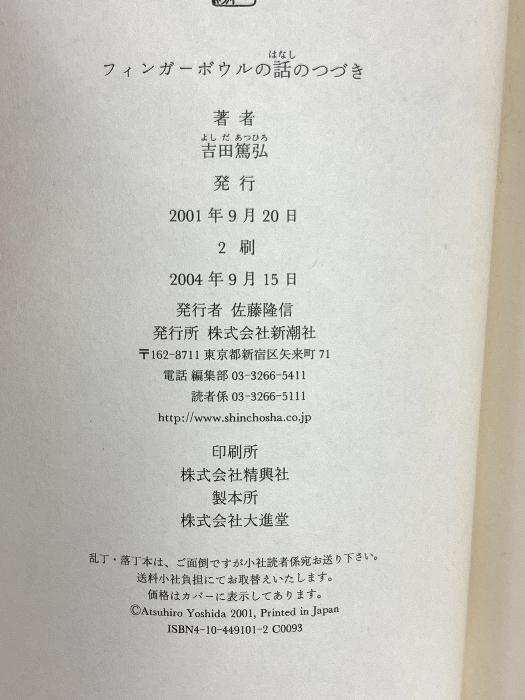 フィンガーボウルの話のつづき
はなし
著者
吉田篤弘
よしだあつひろ
発行
2001年9月20日
2刷
2004年9月15日
発行者 佐藤隆信
発行所 株式会社新潮社
〒162-8711 東京都新宿区矢来町71
電話 編集部 03-3266-5411
読者係 03-3266-5111
http://www.shinchosha.co.jp
印刷所
株式会社精興社
製本所
株式会社大進堂
乱丁・落丁本は、ご面倒ですが小社読者係宛お送り下さい。
送料小社負担にてお取替えいたします。
価格はカバーに表示してあります。
©Atsuhiro Yoshida 2001, Printed in Japan
ISBN4-10-449101-2 C0093